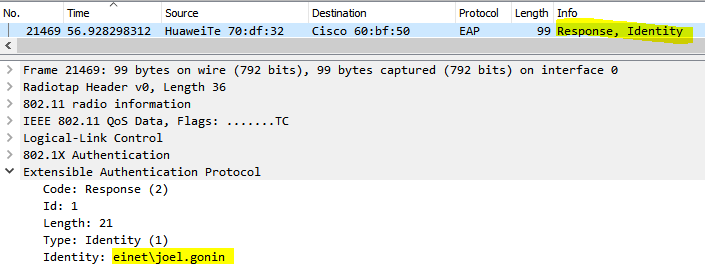 No. Time Source Destination Protocol Length Info
21469 56.928298312 HuaweiTe 70:df:32 Cisco 60:bf:50 EAP 99 Response, Identity
Frame 21469: 99 bytes on wire (792 bits), 99 bytes captured (792 bits) on interface 0
Radiotap Header v0, Length 36
802.11 radio information
IEEE 802.11 QoS Data, Flags: .......TC
Logical-Link Control
802.1X Authentication
Extensible Authentication Protocol
Code: Response (2)
Id: 1
Length: 21
Type: Identity (1)
Identity: einet\joel.gonin